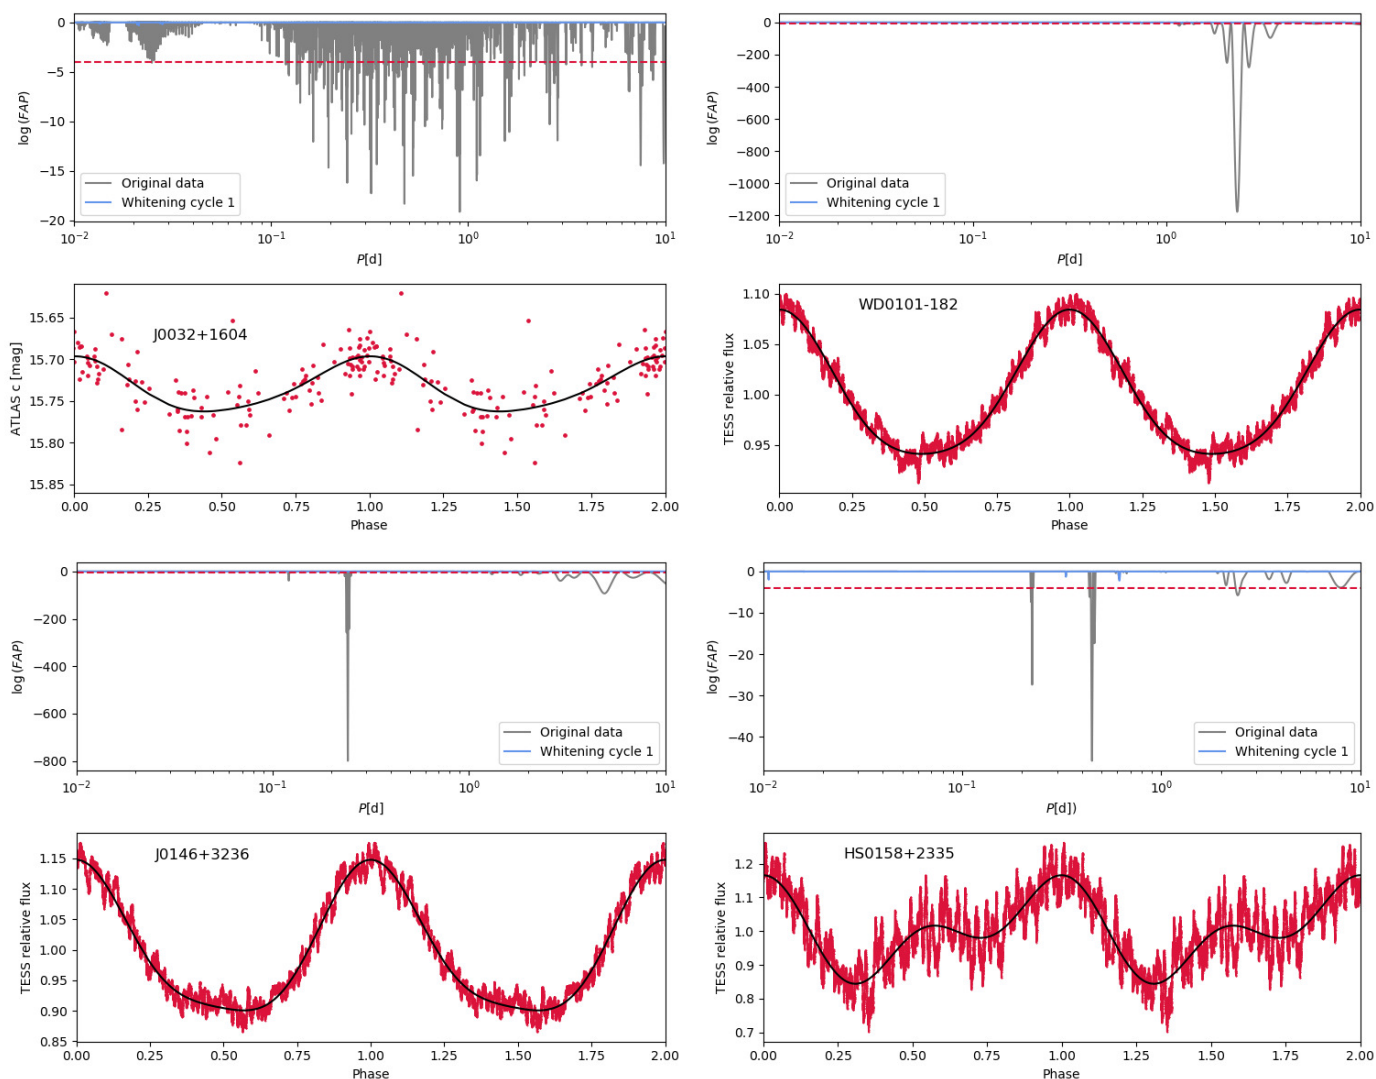 0
−5
−10
−15
−20
log (FAP)
Original data
Whitening cycle 1
10⁻² 10⁻¹ 10⁰ 10¹
P[d]
0
−200
−400
−600
−800
−1000
−1200
log (FAP)
Original data
Whitening cycle 1
10⁻² 10⁻¹ 10⁰ 10¹
P[d]
15.65
15.70
15.75
15.80
15.85
ATLAS c [mag]
J0032+1604
0.00 0.25 0.50 0.75 1.00 1.25 1.50 1.75 2.00
Phase
1.10
1.05
1.00
0.95
TESS relative flux
WD0101-182
0.00 0.25 0.50 0.75 1.00 1.25 1.50 1.75 2.00
Phase
0
−200
−400
−600
−800
log (FAP)
Original data
Whitening cycle 1
10⁻² 10⁻¹ 10⁰ 10¹
P[d]
0
−10
−20
−30
−40
log (FAP)
Original data
Whitening cycle 1
10⁻² 10⁻¹ 10⁰ 10¹
P[d])
1.15
1.10
1.05
1.00
0.95
0.90
0.85
TESS relative flux
J0146+3236
0.00 0.25 0.50 0.75 1.00 1.25 1.50 1.75 2.00
Phase
1.2
1.1
1.0
0.9
0.8
0.7
TESS relative flux
HS0158+2335
0.00 0.25 0.50 0.75 1.00 1.25 1.50 1.75 2.00
Phase